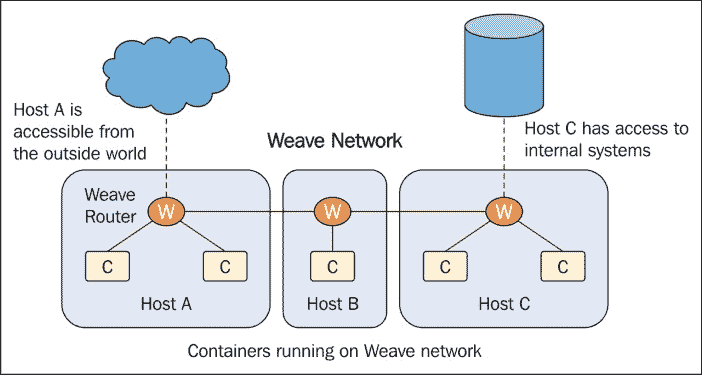 Host A is
accessible from
the outside world
Weave Network
Host C has access to
internal systems
Weave
Router
W
W
W
C
C
C
C
C
Host A
Host B
Host C
Containers running on Weave network